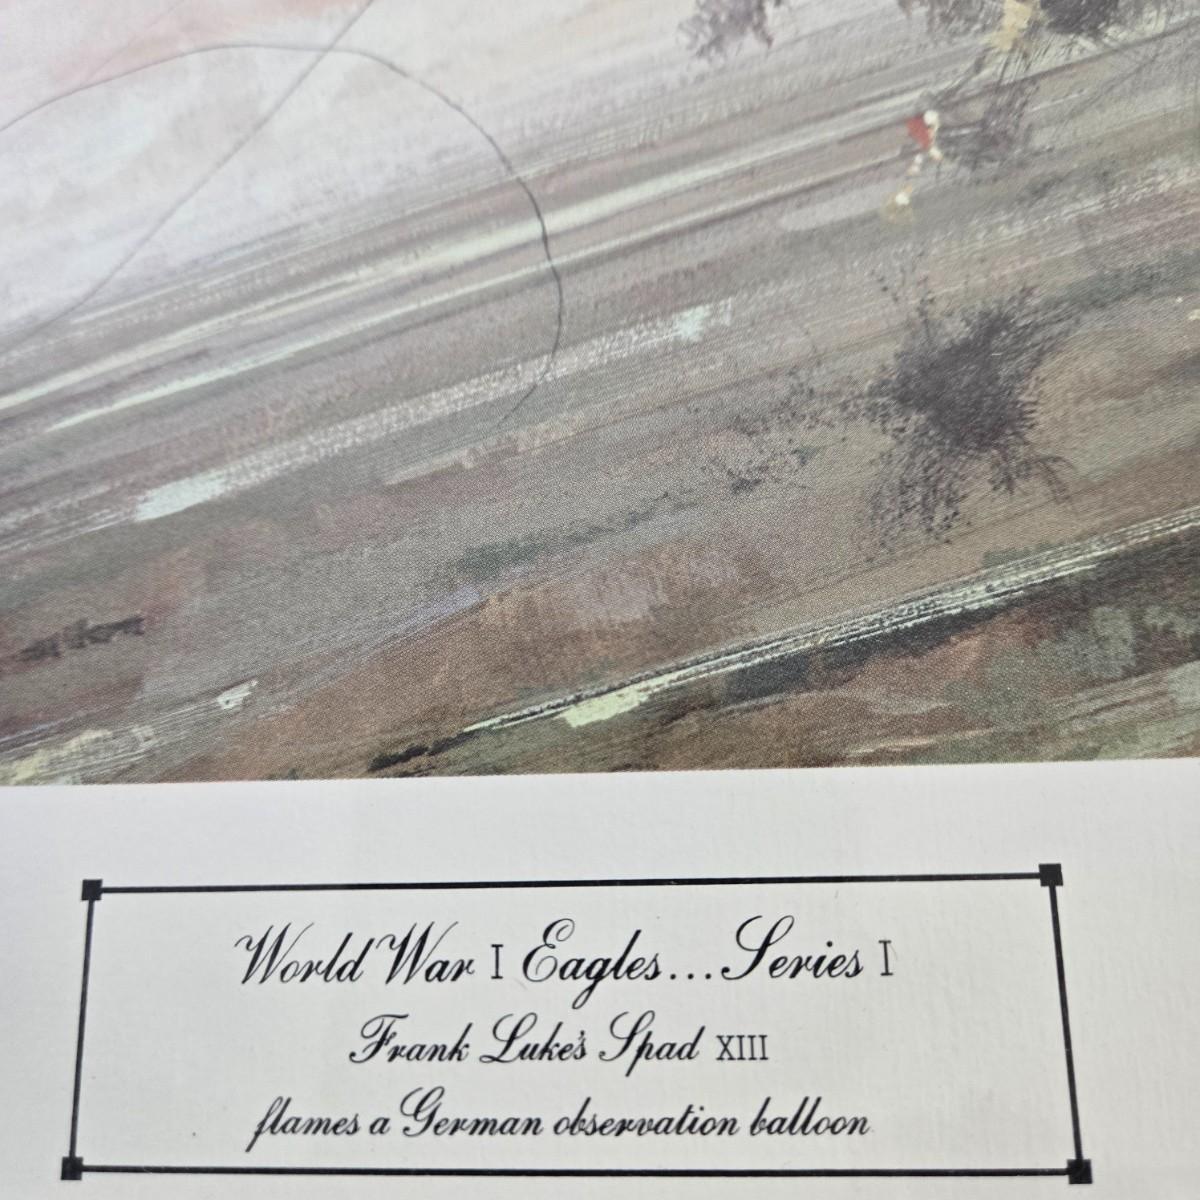 World War I Eagles...Series I
Frank Luke's Spad XIII
flames a German observation balloon